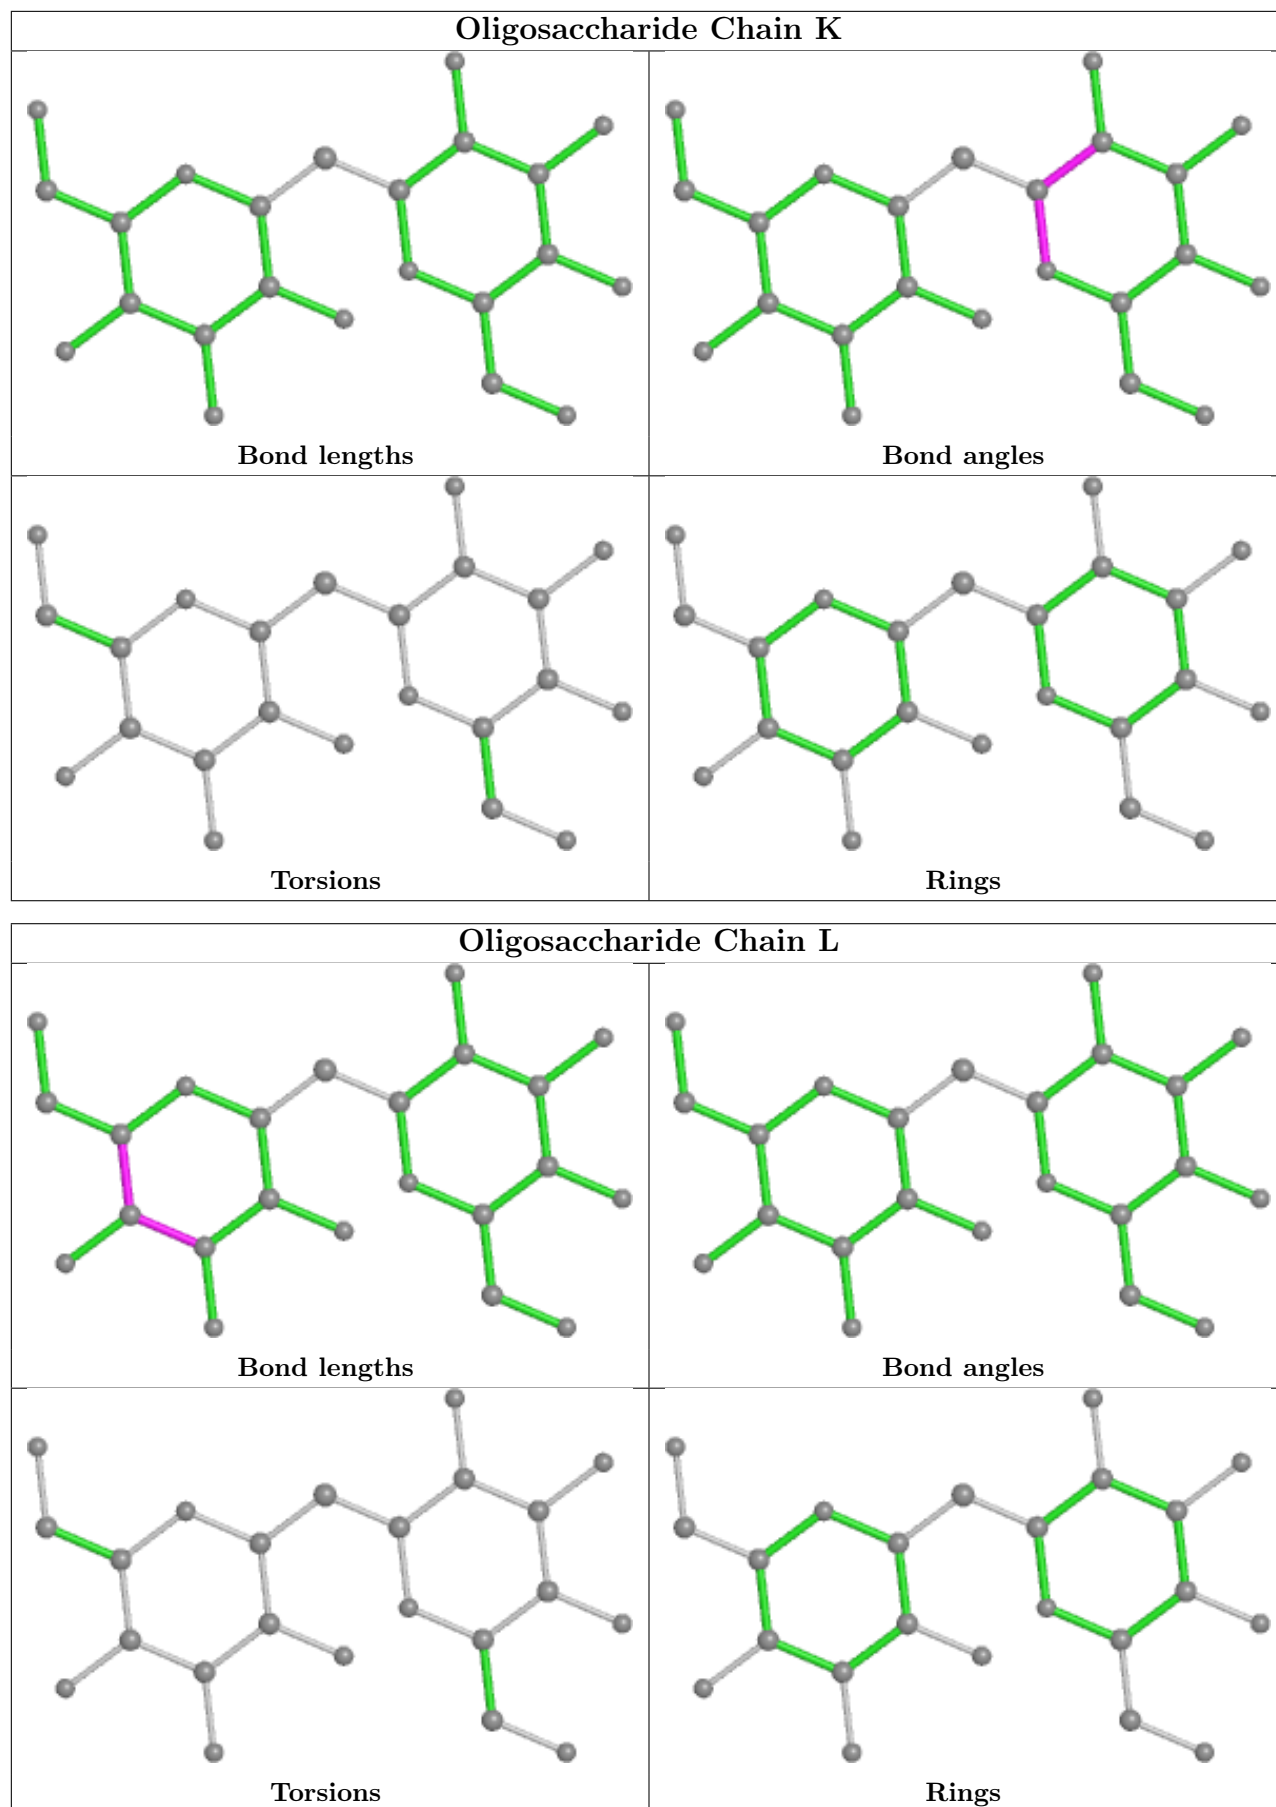 Oligosaccharide Chain K
Bond lengths
Bond angles
Torsions
Rings
Oligosaccharide Chain L
Bond lengths
Bond angles
Torsions
Rings